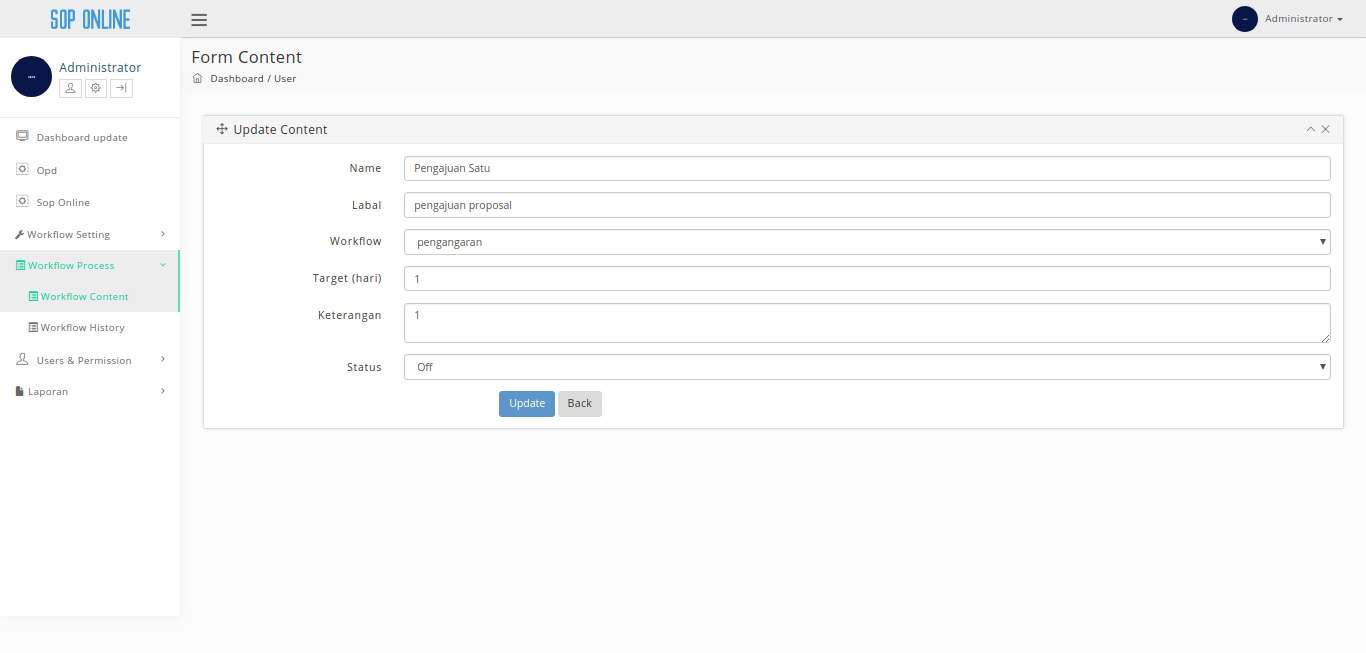 SOP ONLINE
Administrator
Administrator
Dashboard update
Opd
Sop Online
Workflow Setting
Workflow Process
Workflow Content
Workflow History
Users & Permission
Laporan
Form Content
Dashboard / User
Update Content
Name Pengajuan Satu
Labal pengajuan proposal
Workflow pengangaran
Target (hari) 1
Keterangan 1
Status Off
Update Back